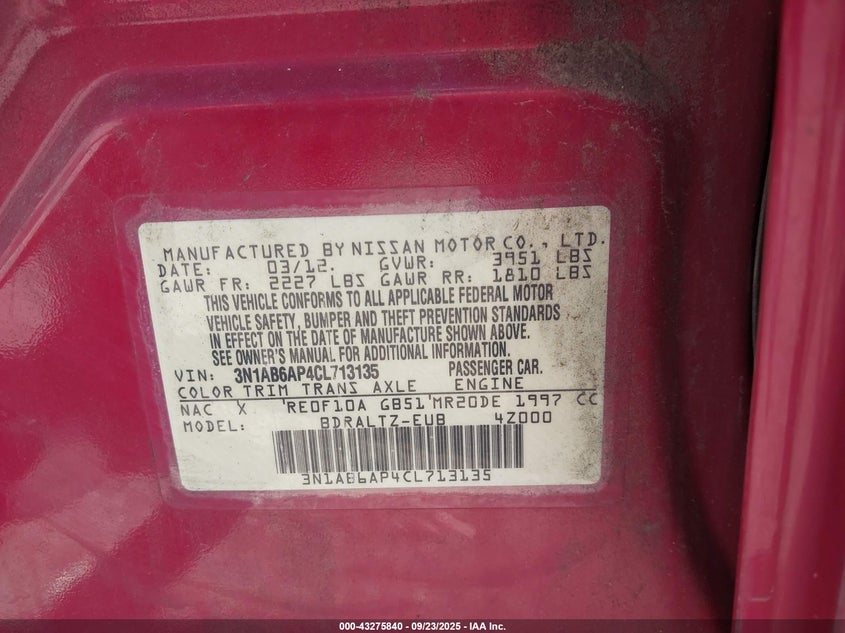 MANUFACTURED BY NISSAN MOTOR CO., LTD.
DATE: 03/12. GVWR: 3951 LBS
GAWR FR: 2227 LBS GAWR RR: 1810 LBS
THIS VEHICLE CONFORMS TO ALL APPLICABLE FEDERAL MOTOR
VEHICLE SAFETY, BUMPER AND THEFT PREVENTION STANDARDS
IN EFFECT ON THE DATE OF MANUFACTURE SHOWN ABOVE.
SEE OWNER'S MANUAL FOR ADDITIONAL INFORMATION.
VIN: 3N1AB6AP4CL713135 PASSENGER CAR.
COLOR TRIM TRANS AXLE ENGINE
NAC X RE0F10A GB51 MR20DE 1997 CC
MODEL: BDRALTZ-EUB 4Z000
3N1AB6AP4CL713135
000-43275840 - 09/23/2025 - IAA Inc.